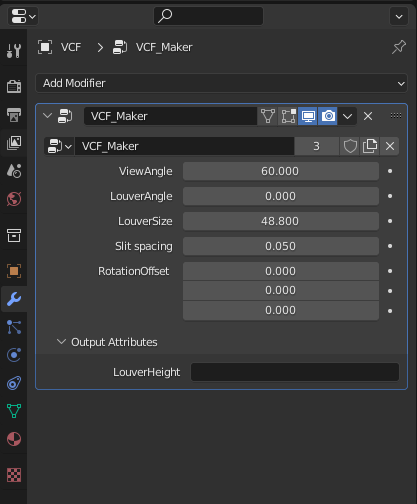 VCF > VCF_Maker
Add Modifier
VCF_Maker
VCF_Maker 3
ViewAngle 60.000
LouverAngle 0.000
LouverSize 48.800
Slit spacing 0.050
RotationOffset 0.000
0.000
0.000
Output Attributes
LouverHeight